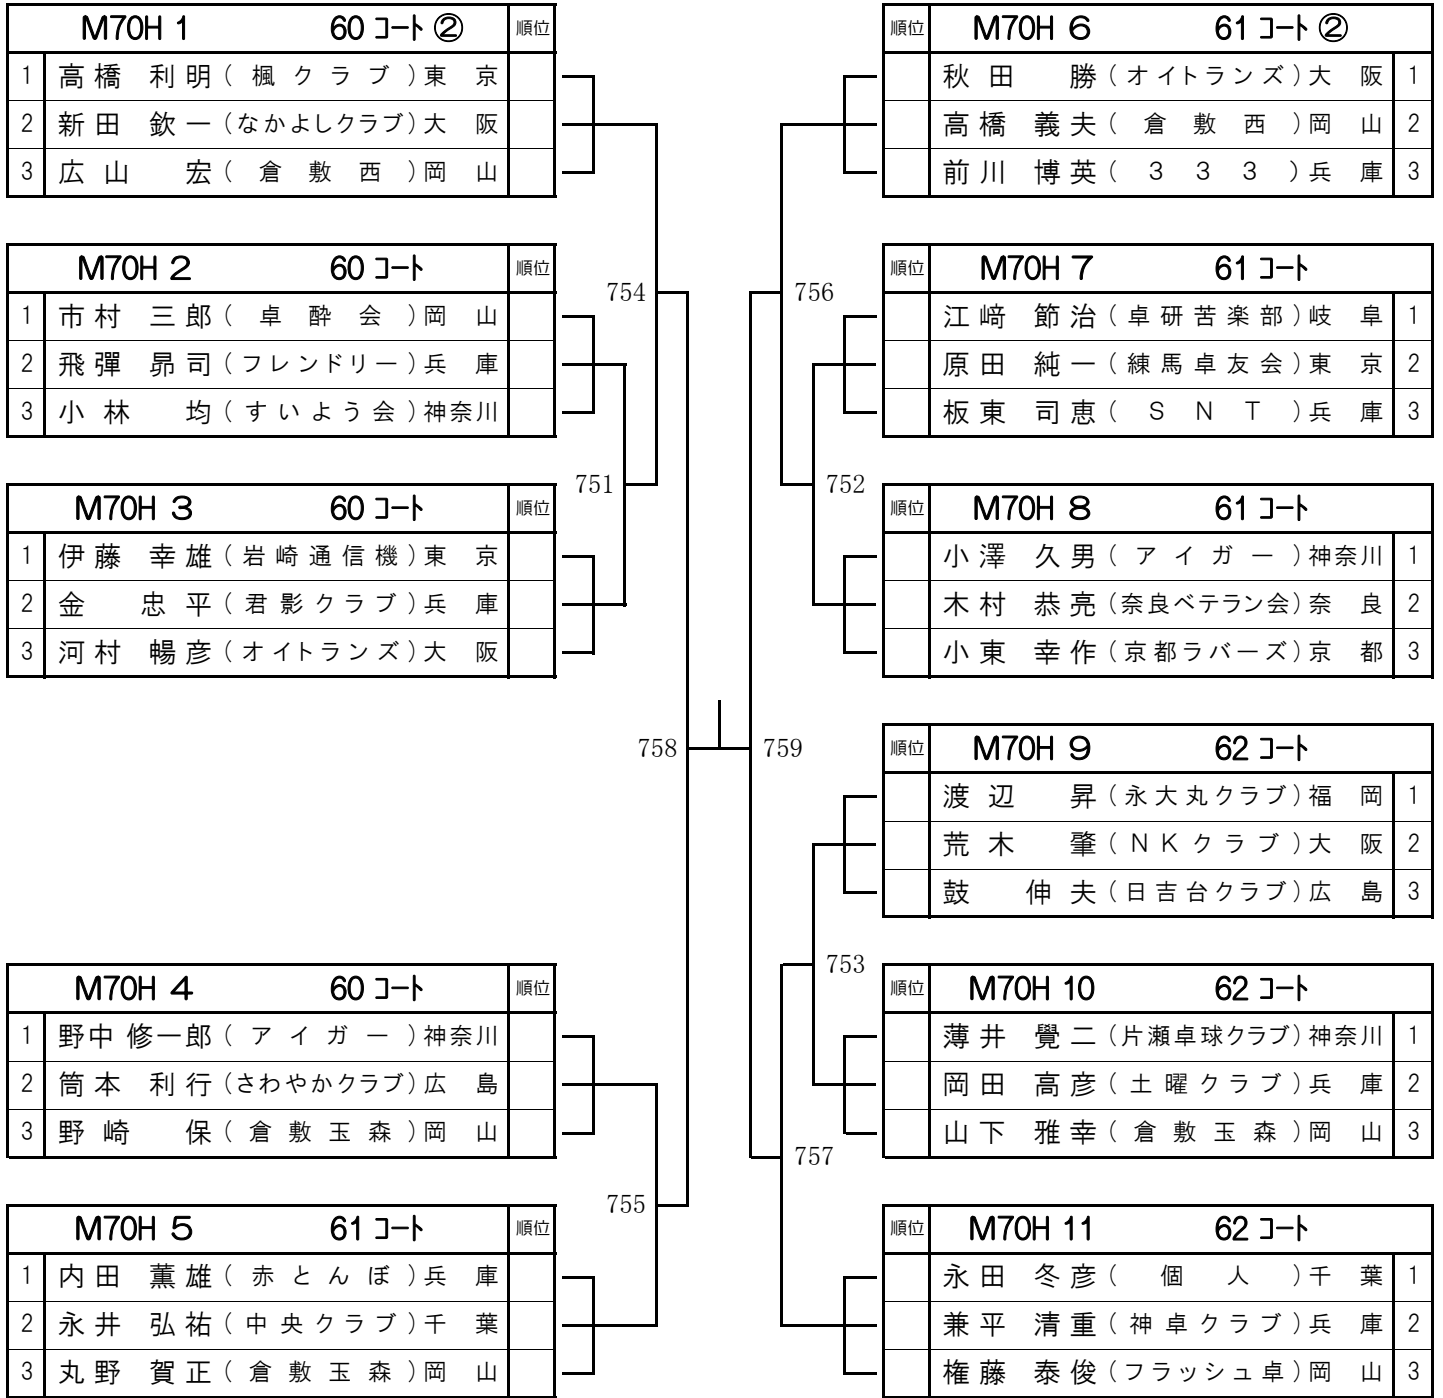 M70H 1 60 コート ② 順位
1 高橋 利明 (楓クラブ) 東京
2 新田 欽一 (なかよしクラブ) 大阪
3 広山 宏 (倉敷西) 岡山
M70H 2 60 コート 順位
1 市村 三郎 (卓酔会) 岡山
2 飛彈 昴司 (フレンドリー) 兵庫
3 小林 均 (すいよう会) 神奈川
M70H 3 60 コート 順位
1 伊藤 幸雄 (岩崎通信機) 東京
2 金 忠平 (君影クラブ) 兵庫
3 河村 暢彦 (オイトランズ) 大阪
M70H 4 60 コート 順位
1 野中 修一郎 (アイガー) 神奈川
2 筒本 利行 (さわやかクラブ) 広島
3 野崎 保 (倉敷玉森) 岡山
M70H 5 61 コート 順位
1 内田 薫雄 (赤とんぼ) 兵庫
2 永井 弘祐 (中央クラブ) 千葉
3 丸野 賀正 (倉敷玉森) 岡山
754
751
758
755
756
752
759
753
757
順位 M70H 6 61 コート ②
秋田 勝 (オイトランズ) 大阪 1
高橋 義夫 (倉敷西) 岡山 2
前川 博英 (333) 兵庫 3
順位 M70H 7 61 コート
江﨑 節治 (卓研苦楽部) 岐阜 1
原田 純一 (練馬卓友会) 東京 2
板東 司恵 (SNT) 兵庫 3
順位 M70H 8 61 コート
小澤 久男 (アイガー) 神奈川 1
木村 恭亮 (奈良ベテラン会) 奈良 2
小東 幸作 (京都ラバーズ) 京都 3
順位 M70H 9 62 コート
渡辺 昇 (永大丸クラブ) 福岡 1
荒木 肇 (NKクラブ) 大阪 2
鼓 伸夫 (日吉台クラブ) 広島 3
順位 M70H 10 62 コート
薄井 覺二 (片瀬卓球クラブ) 神奈川 1
岡田 高彦 (土曜クラブ) 兵庫 2
山下 雅幸 (倉敷玉森) 岡山 3
順位 M70H 11 62 コート
永田 冬彦 (個人) 千葉 1
兼平 清重 (神卓クラブ) 兵庫 2
権藤 泰俊 (フラッシュ卓) 岡山 3